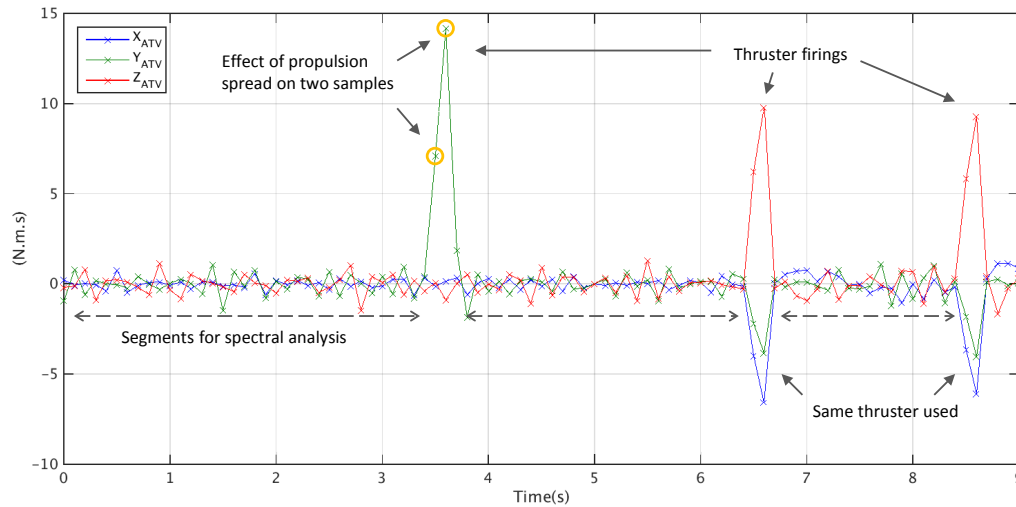 X_ATV
Y_ATV
Z_ATV
Effect of propulsion
spread on two samples
Thruster firings
Segments for spectral analysis
Same thruster used
(N.m.s)
15
10
5
0
−5
−10
0 1 2 3 4 5 6 7 8 9
Time(s)